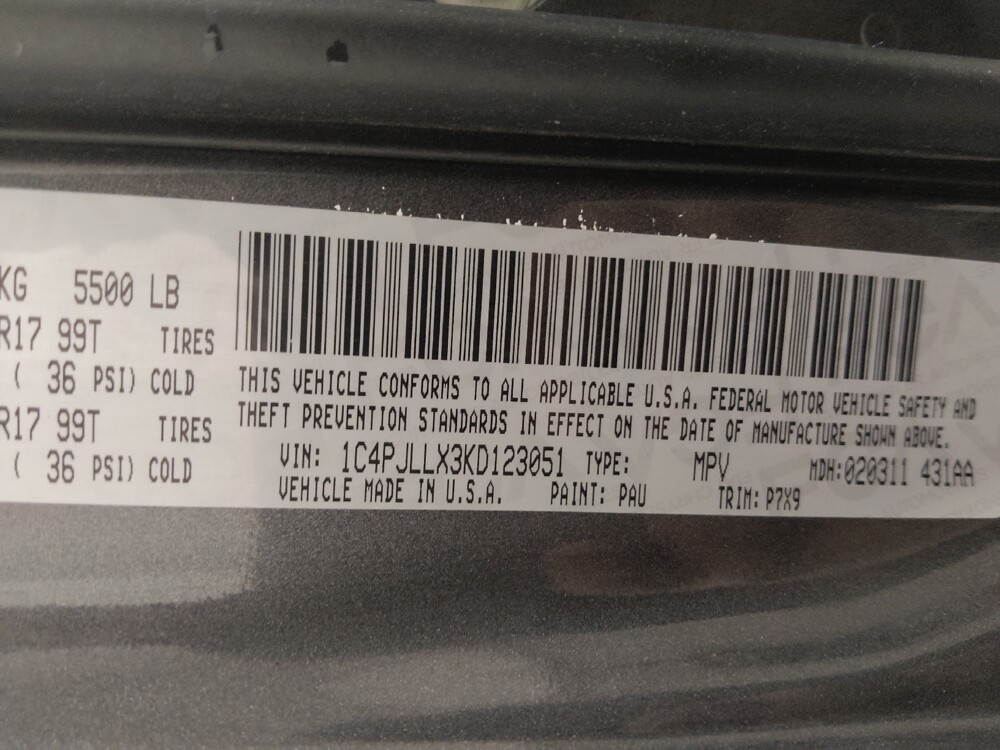 KG 5500 LB
R17 99T TIRES
( 36 PSI) COLD
R17 99T TIRES
( 36 PSI) COLD
THIS VEHICLE CONFORMS TO ALL APPLICABLE U.S.A. FEDERAL MOTOR VEHICLE SAFETY AND
THEFT PREVENTION STANDARDS IN EFFECT ON THE DATE OF MANUFACTURE SHOWN ABOVE.
VIN: 1C4PJLLX3KD123051 TYPE: MPV MDH:020311 431AA
VEHICLE MADE IN U.S.A. PAINT: PAU TRIM: P7X9